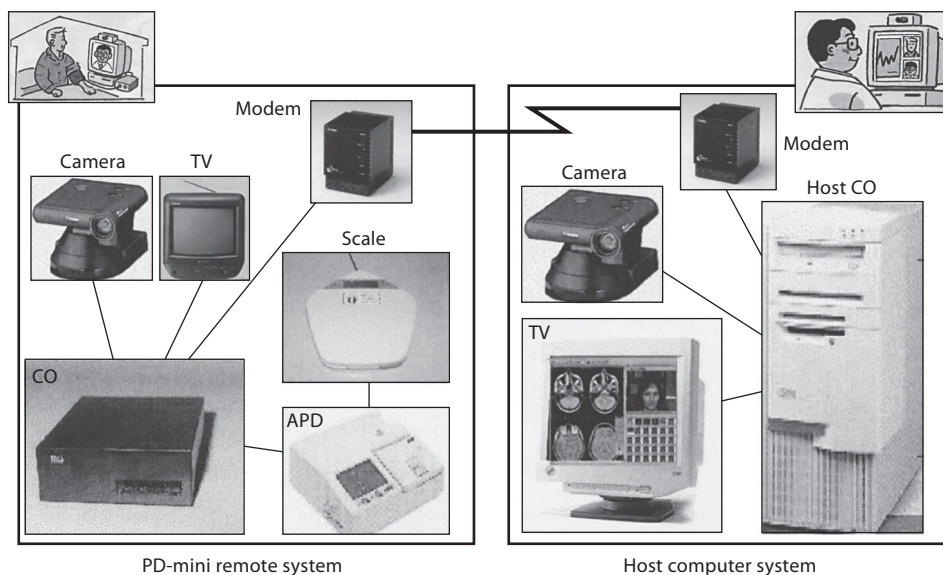 Modem
Camera
TV
Scale
CO
APD
PD-mini remote system
Modem
Camera
Host CO
TV
Host computer system